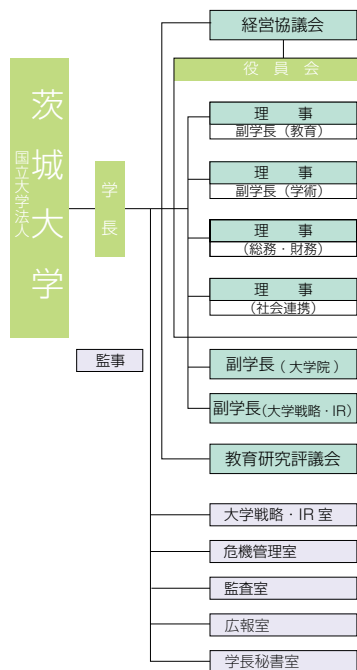 国立大学法人
茨城大学
学長
監事
経営協議会
役員会
理事
副学長(教育)
理事
副学長(学術)
理事
(総務・財務)
理事
(社会連携)
副学長(大学院)
副学長(大学戦略・IR)
教育研究評議会
大学戦略・IR室
危機管理室
監査室
広報室
学長秘書室